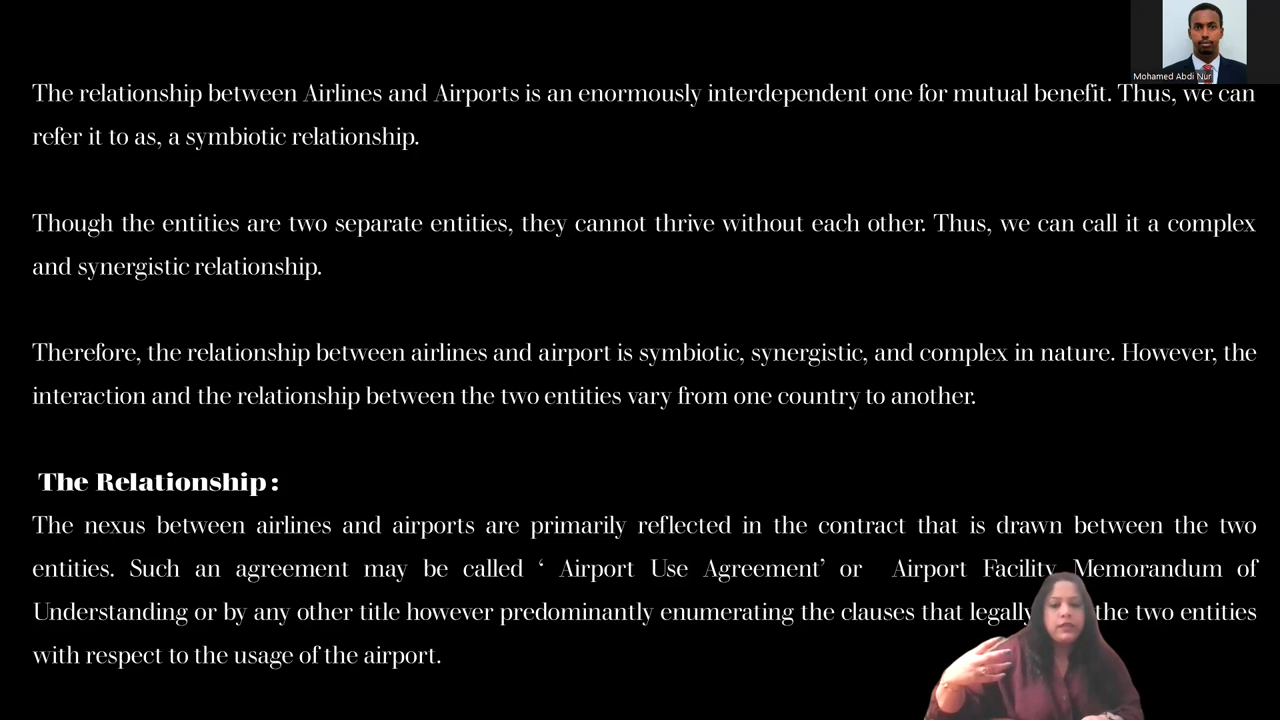 Mohamed Abdi Nur
The relationship between Airlines and Airports is an enormously interdependent one for mutual benefit. Thus, we can
refer it to as, a symbiotic relationship.
Though the entities are two separate entities, they cannot thrive without each other. Thus, we can call it a complex
and synergistic relationship.
Therefore, the relationship between airlines and airport is symbiotic, synergistic, and complex in nature. However, the
interaction and the relationship between the two entities vary from one country to another.
The Relationship :
The nexus between airlines and airports are primarily reflected in the contract that is drawn between the two
entities. Such an agreement may be called ‘ Airport Use Agreement’ or Airport Facility Memorandum of
Understanding or by any other title however predominantly enumerating the clauses that legally the two entities
with respect to the usage of the airport.